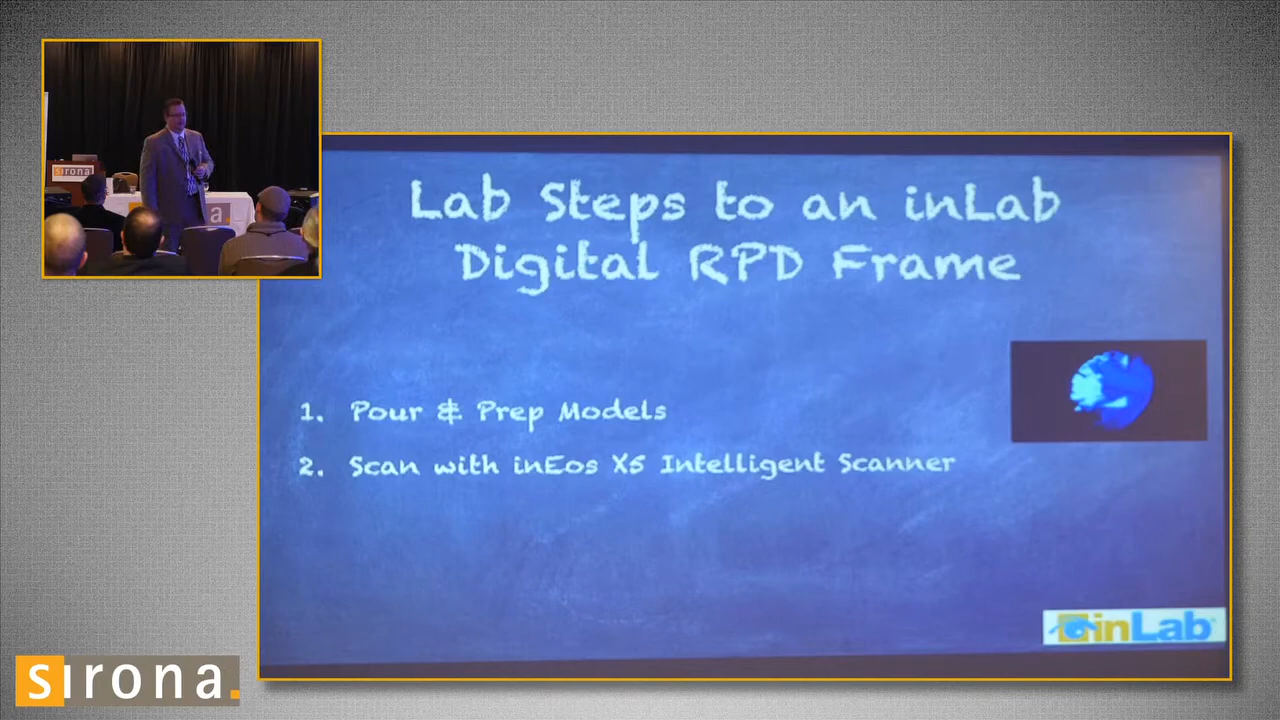 sirona
a.
Lab Steps to an inLab
Digital RPD Frame
1. Pour & Prep Models
2. Scan with inEos X5 Intelligent Scanner
inLab
sirona.